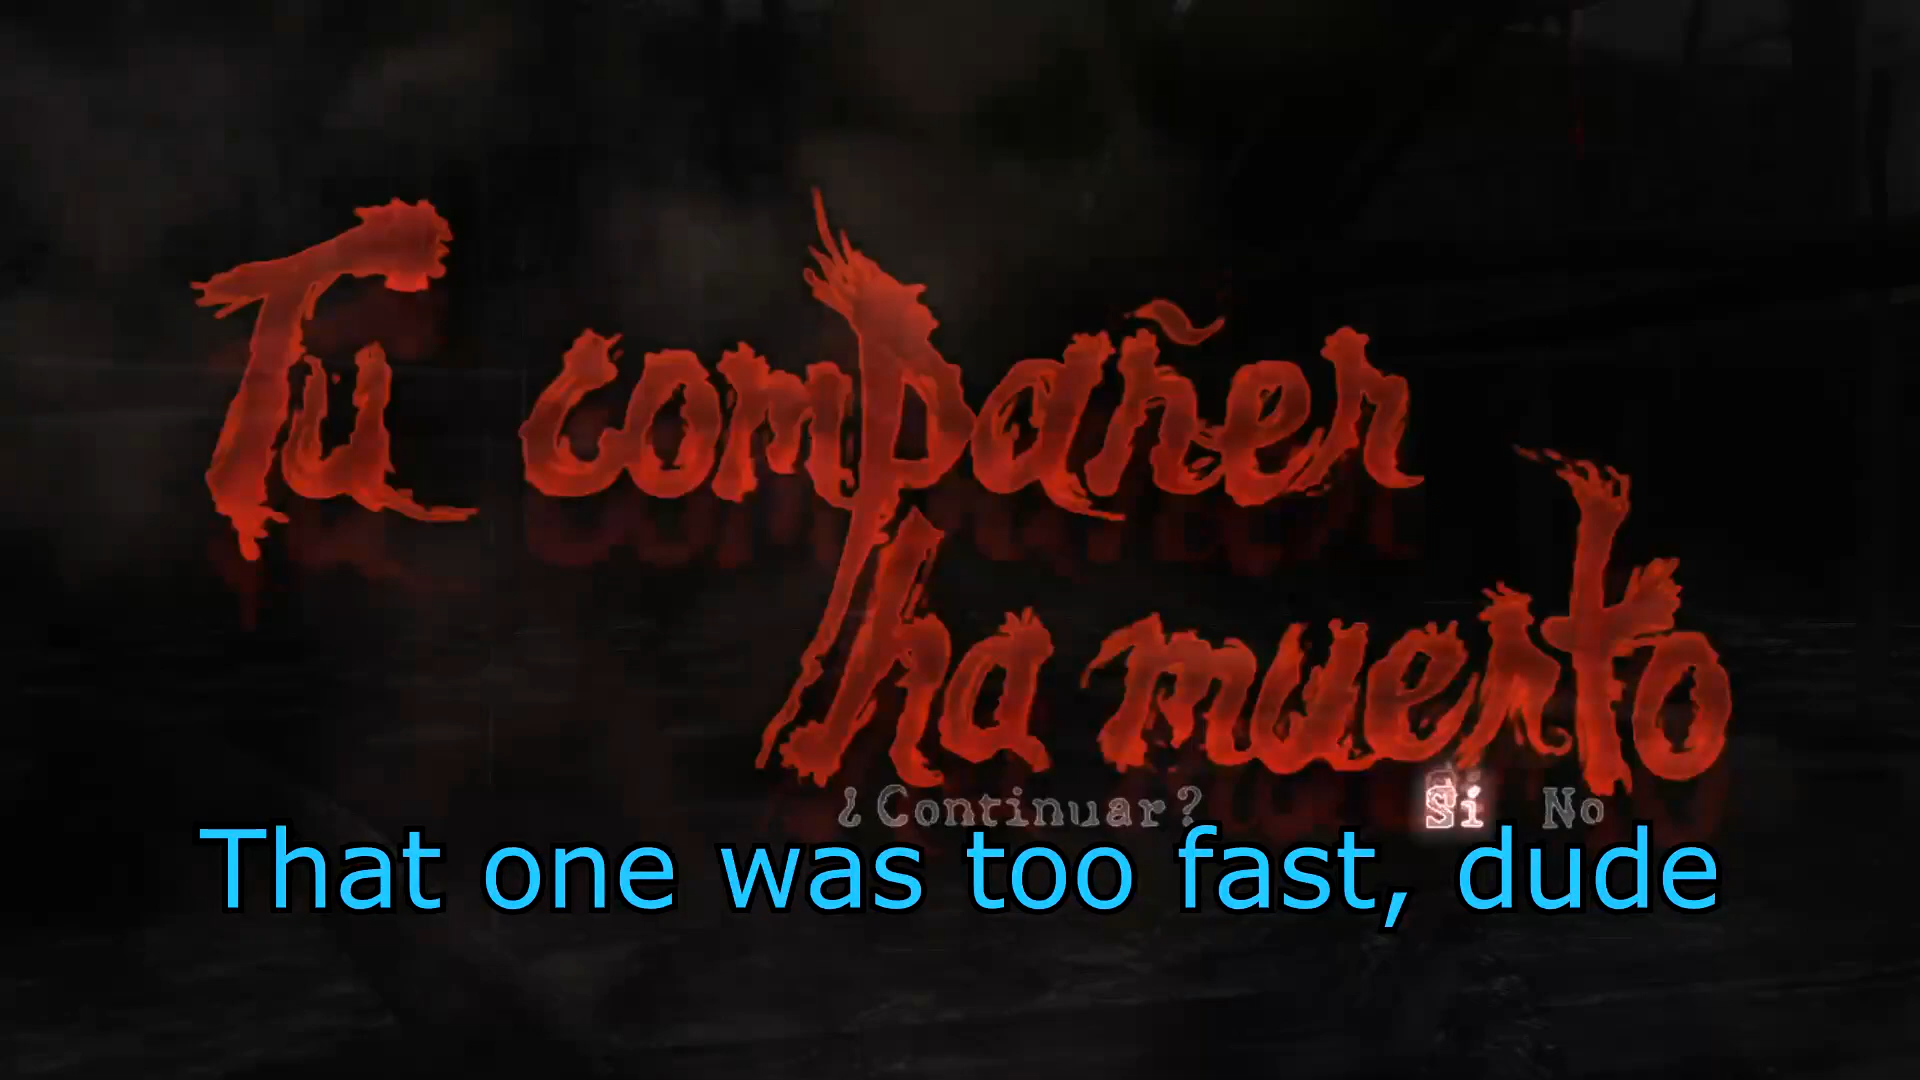 Tu compañer
ha muerto
¿Continuar? Sí No
That one was too fast, dude